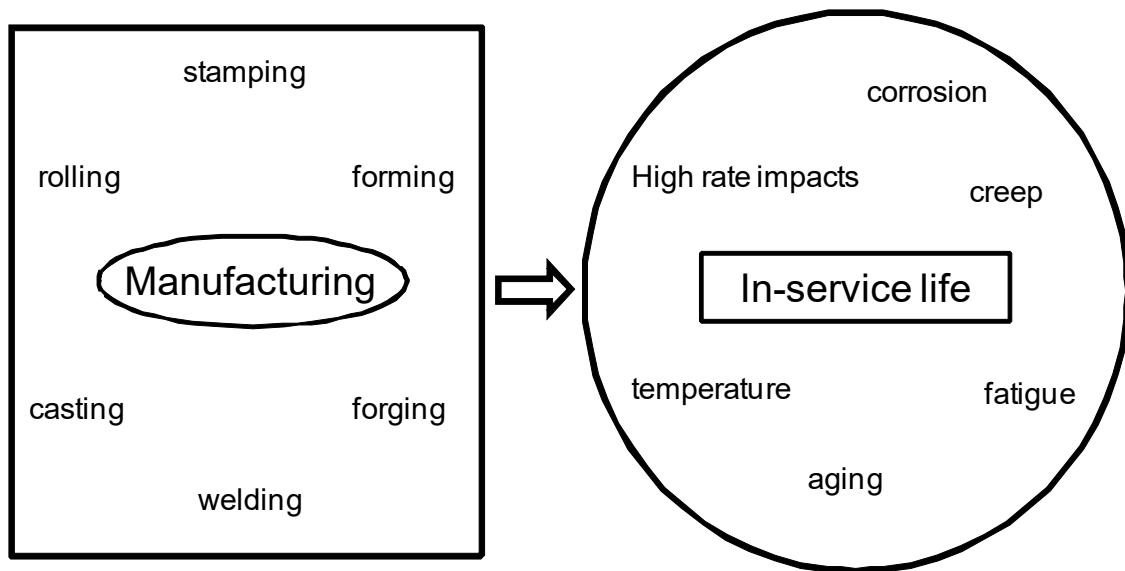 stamping
rolling
forming
Manufacturing
casting
forging
welding
corrosion
High rate impacts
creep
In-service life
temperature
fatigue
aging